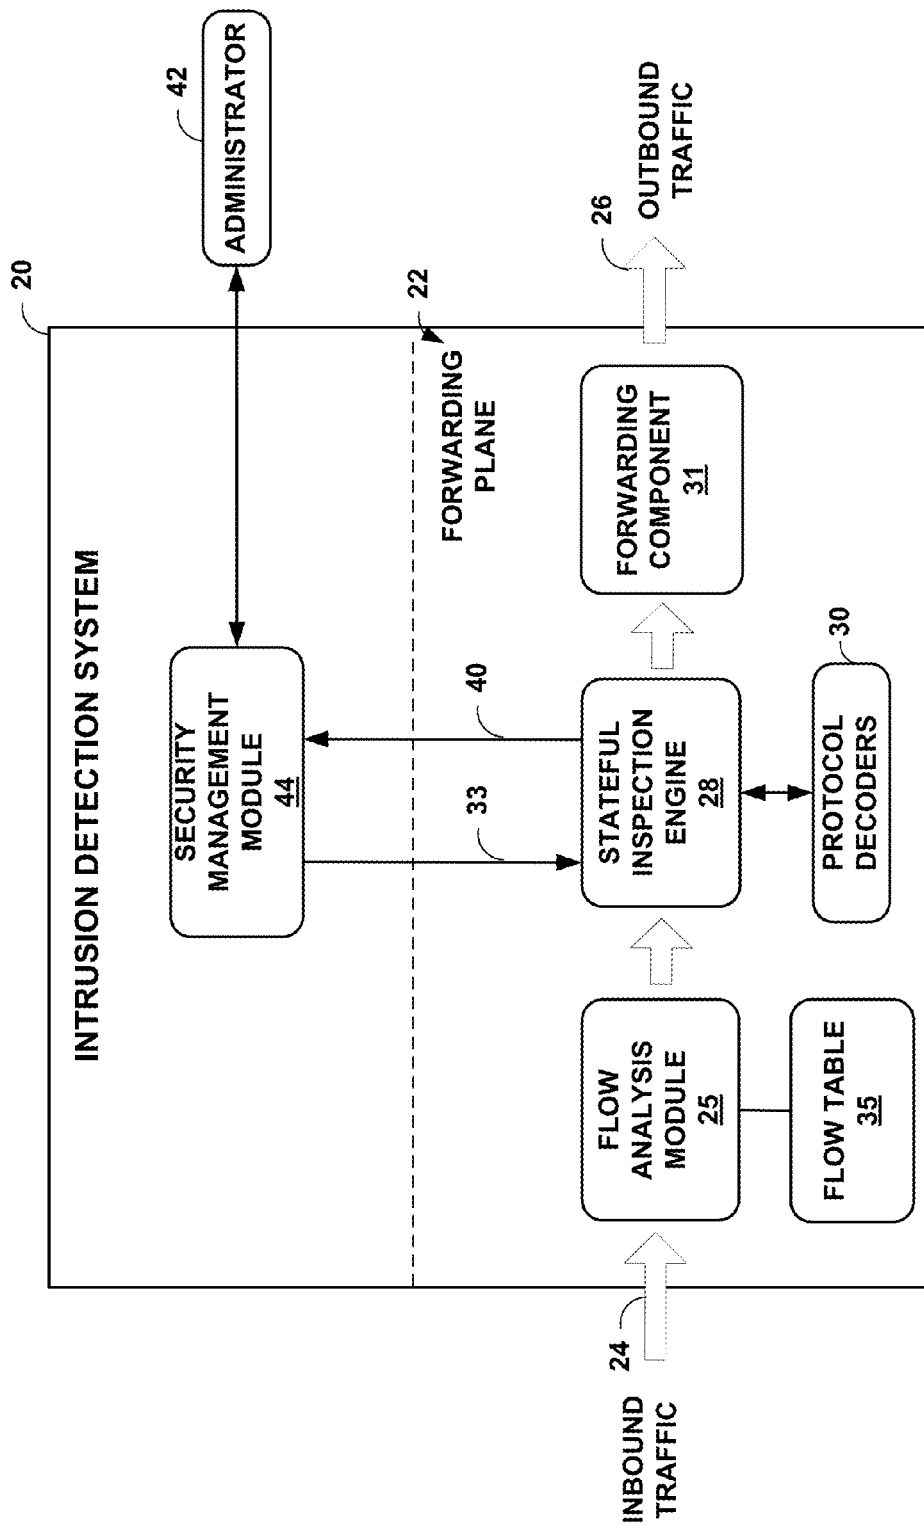 20
INTRUSION DETECTION SYSTEM
42
ADMINISTRATOR
SECURITY
MANAGEMENT
MODULE
44
33
40
22
FORWARDING
PLANE
INBOUND
TRAFFIC
24
FLOW
ANALYSIS
MODULE
25
STATEFUL
INSPECTION
ENGINE
28
FORWARDING
COMPONENT
31
26
OUTBOUND
TRAFFIC
FLOW TABLE
35
30
PROTOCOL
DECODERS